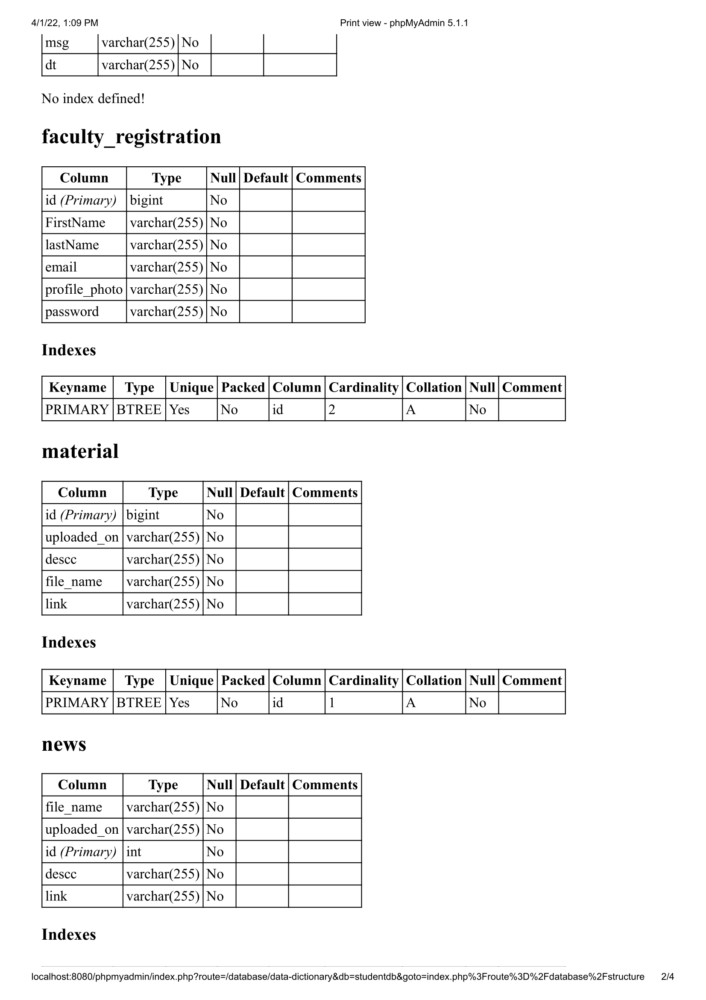 4/1/22, 1:09 PM Print view - phpMyAdmin 5.1.1
msg varchar(255) No
dt varchar(255) No
No index defined!
faculty_registration
Column Type Null Default Comments
id (Primary) bigint No
FirstName varchar(255) No
lastName varchar(255) No
email varchar(255) No
profile_photo varchar(255) No
password varchar(255) No
Indexes
Keyname Type Unique Packed Column Cardinality Collation Null Comment
PRIMARY BTREE Yes No id 2 A No
material
Column Type Null Default Comments
id (Primary) bigint No
uploaded_on varchar(255) No
descc varchar(255) No
file_name varchar(255) No
link varchar(255) No
Indexes
Keyname Type Unique Packed Column Cardinality Collation Null Comment
PRIMARY BTREE Yes No id 1 A No
news
Column Type Null Default Comments
file_name varchar(255) No
uploaded_on varchar(255) No
id (Primary) int No
descc varchar(255) No
link varchar(255) No
Indexes
localhost:8080/phpmyadmin/index.php?route=/database/data-dictionary&db=studentdb&goto=index.php%3Froute%3D%2Fdatabase%2Fstructure 2/4